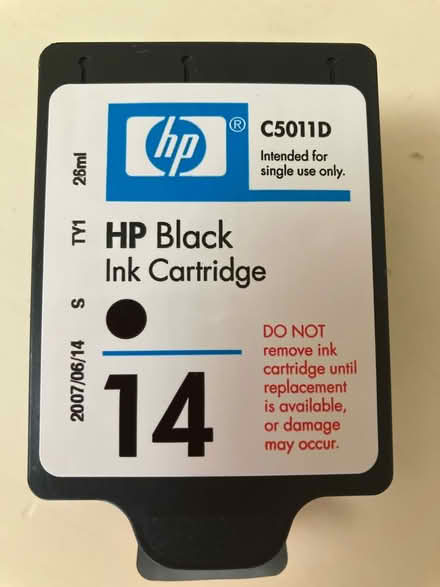 hp®
C5011D
Intended for
single use only.
HP Black
Ink Cartridge
14
DO NOT
remove ink
cartridge until
replacement
is available,
or damage
may occur.
2007/06/14 S TY1 26ml